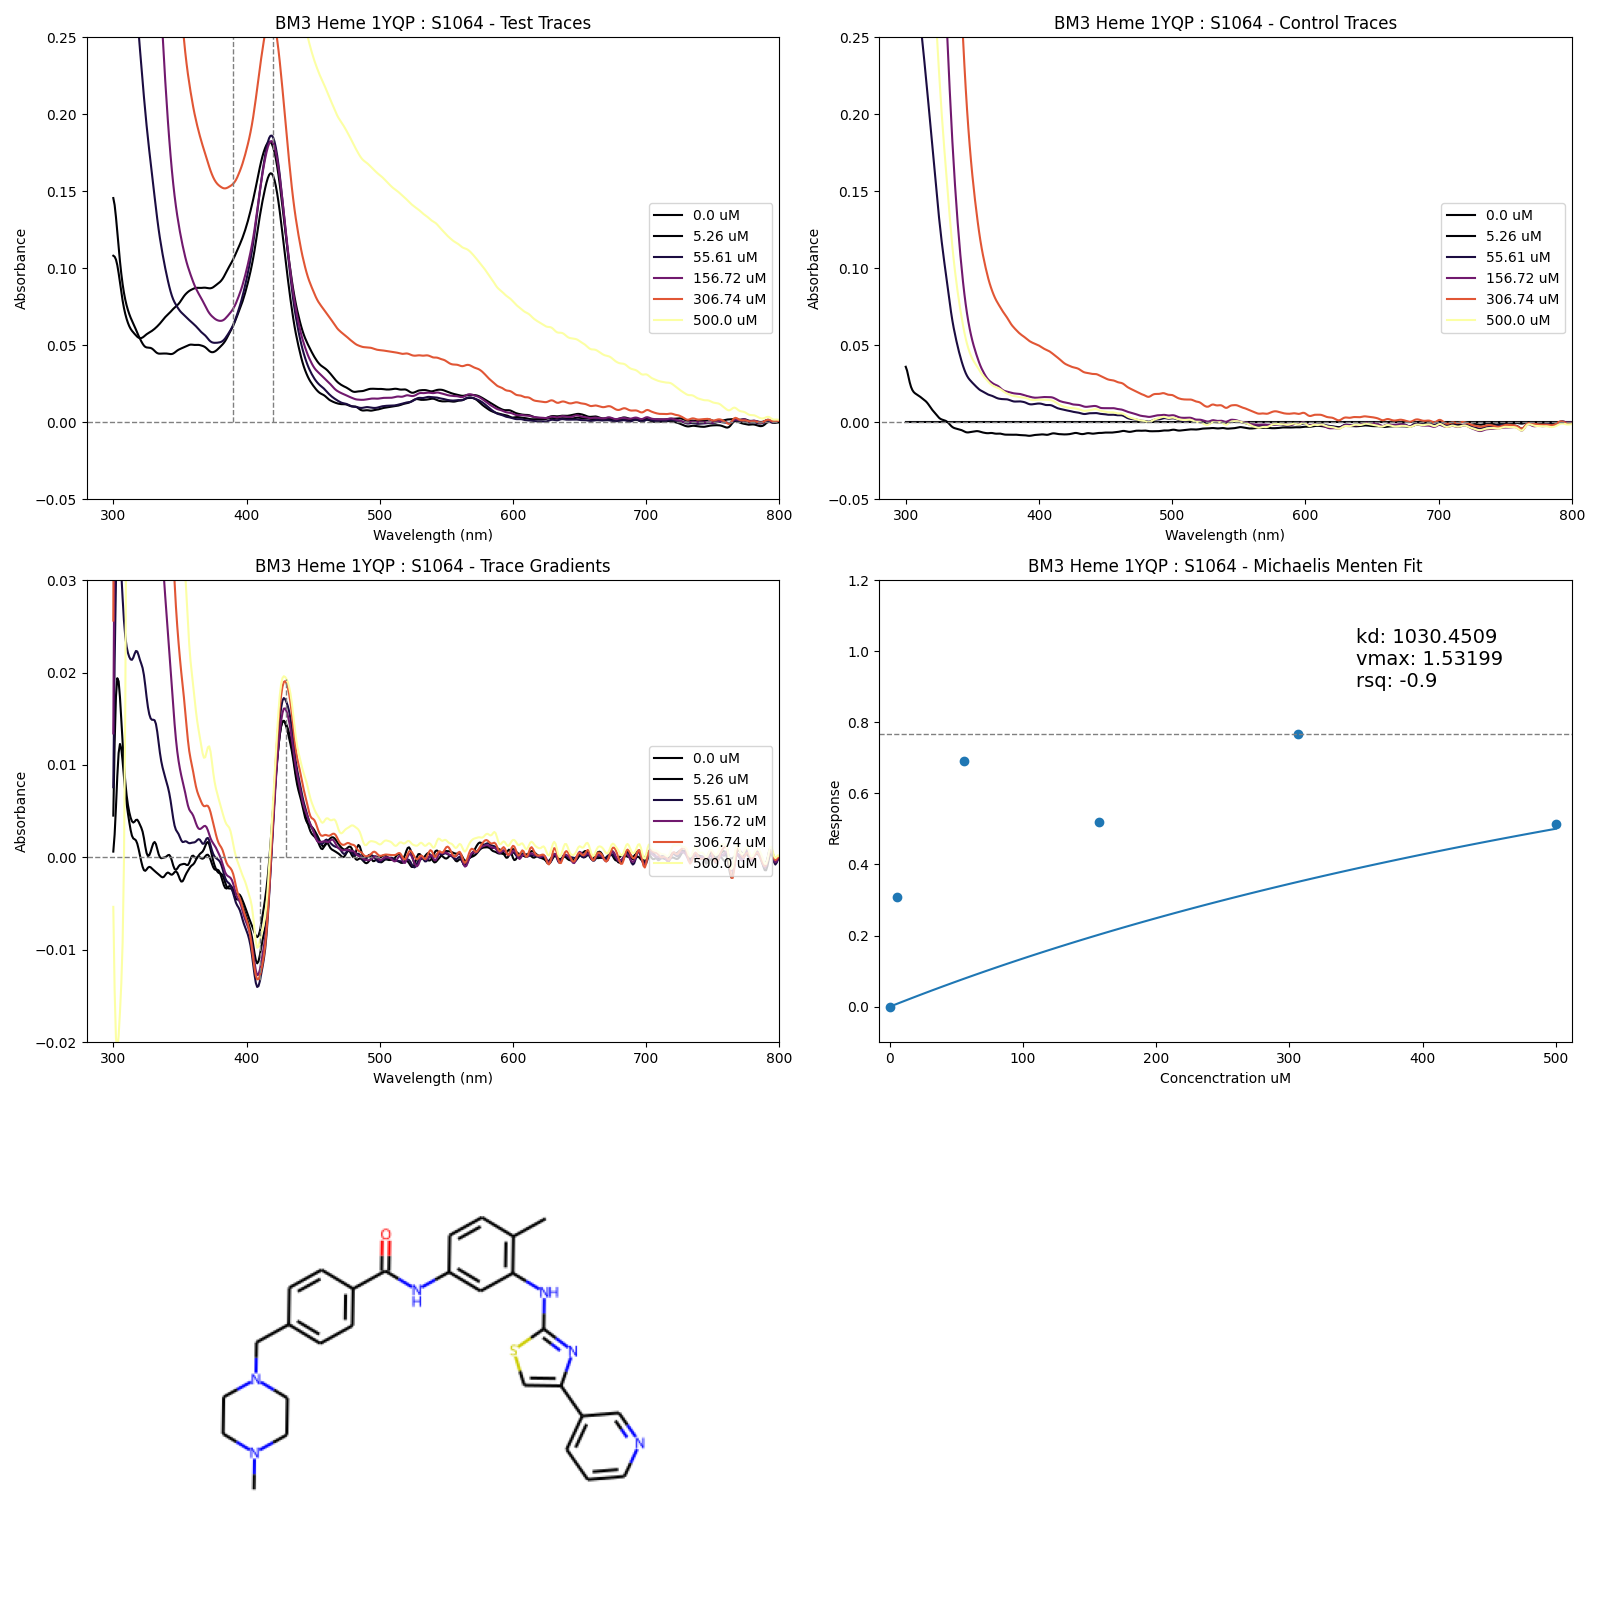 BM3 Heme 1YQP : S1064 - Test Traces
Absorbance
0.25
0.20
0.15
0.10
0.05
0.00
−0.05
300
400
500
600
700
800
Wavelength (nm)
0.0 uM
5.26 uM
55.61 uM
156.72 uM
306.74 uM
500.0 uM
BM3 Heme 1YQP : S1064 - Control Traces
Absorbance
0.25
0.20
0.15
0.10
0.05
0.00
−0.05
300
400
500
600
700
800
Wavelength (nm)
0.0 uM
5.26 uM
55.61 uM
156.72 uM
306.74 uM
500.0 uM
BM3 Heme 1YQP : S1064 - Trace Gradients
Absorbance
0.03
0.02
0.01
0.00
−0.01
−0.02
300
400
500
600
700
800
Wavelength (nm)
0.0 uM
5.26 uM
55.61 uM
156.72 uM
306.74 uM
500.0 uM
BM3 Heme 1YQP : S1064 - Michaelis Menten Fit
Response
1.2
1.0
0.8
0.6
0.4
0.2
0.0
0
100
200
300
400
500
Concenctration uM
kd: 1030.4509
vmax: 1.53199
rsq: -0.9
O
N
H
NH
S
N
N
N
N